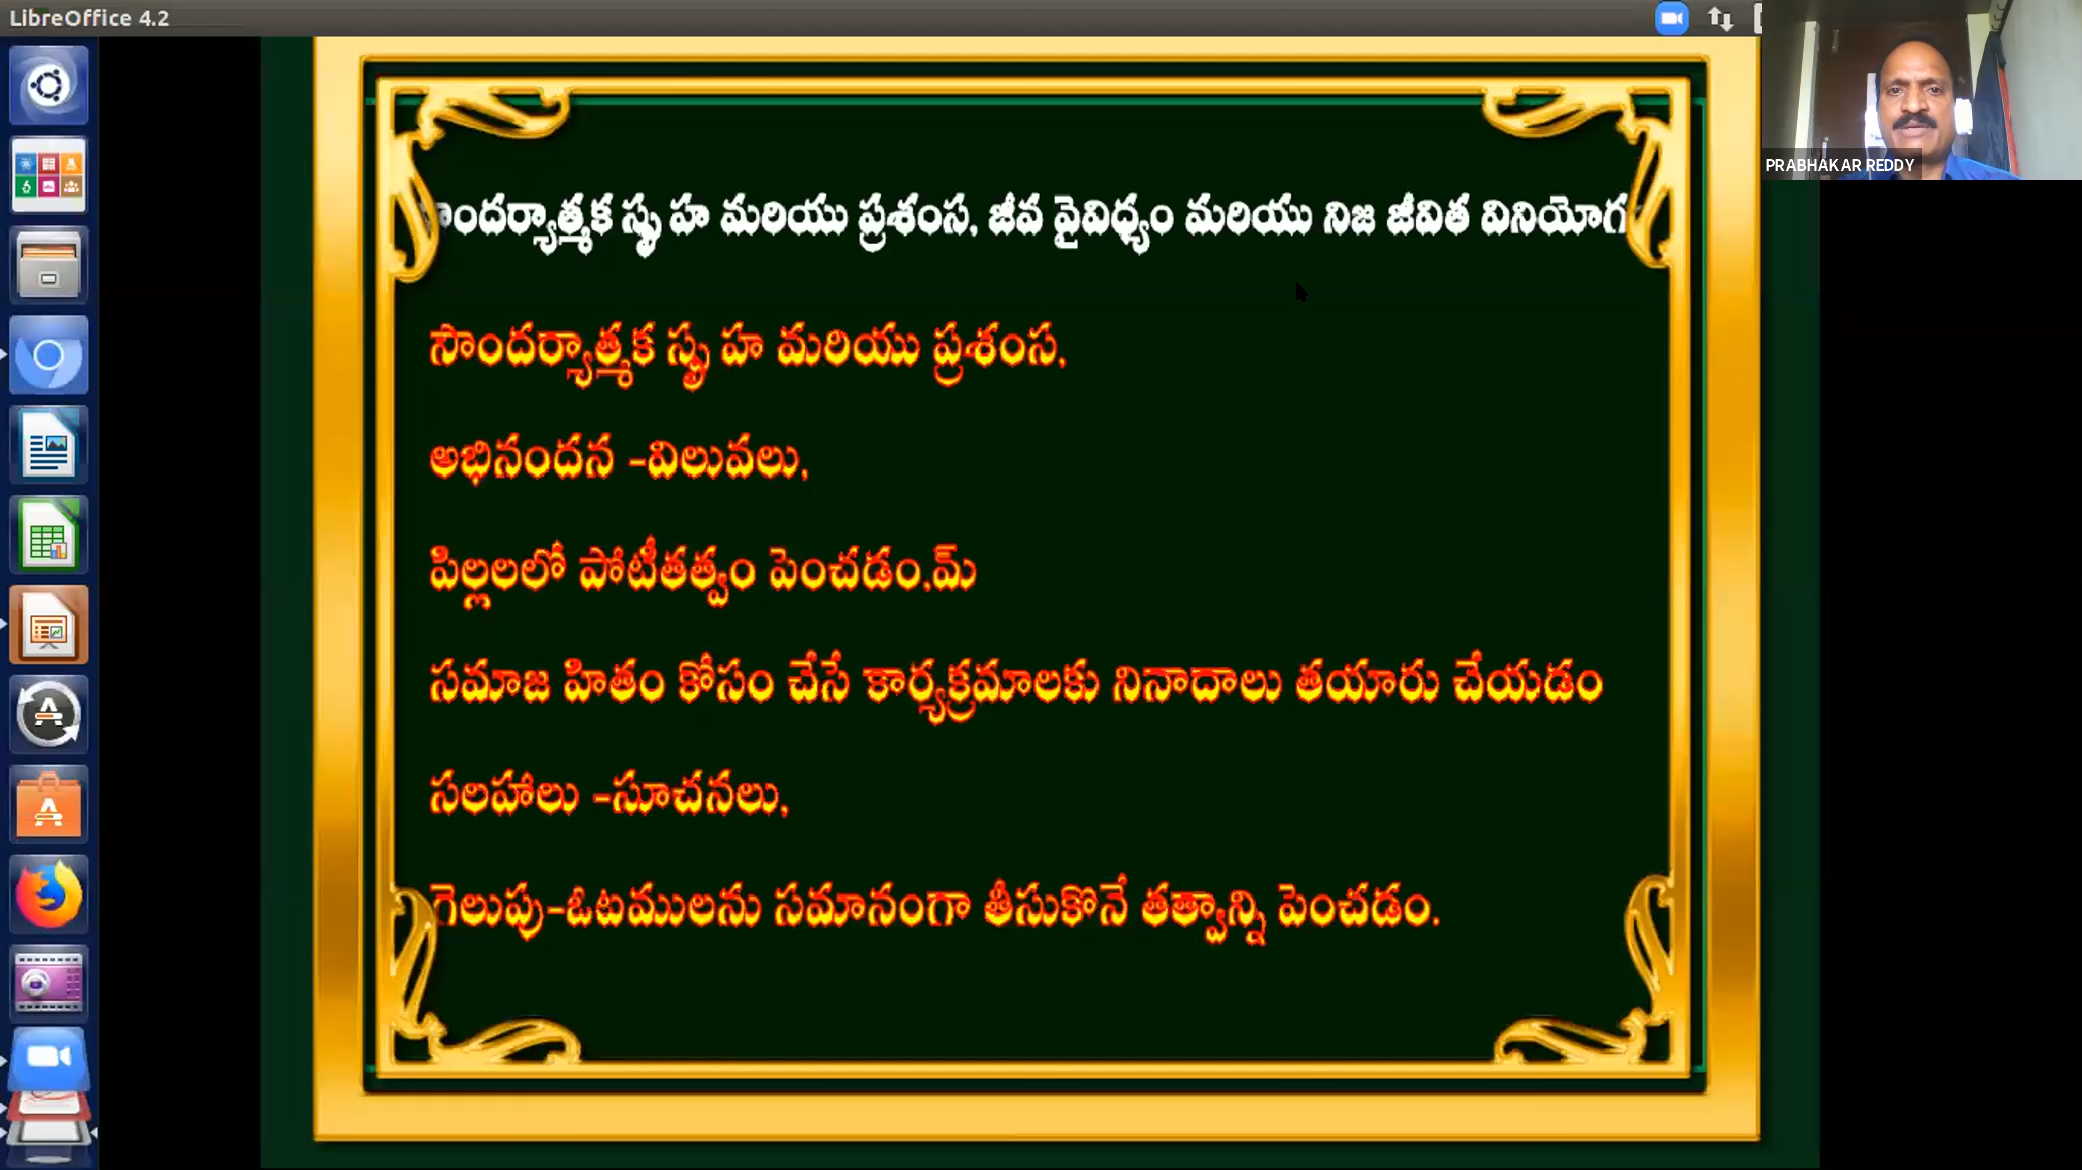 LibreOffice 4.2
PRABHAKAR REDDY
ందర్యాత్మక స్పృహ మరియు ప్రశంస, జీవ వైవిధ్యం మరియు నిజ జీవిత వినియోగ
సౌందర్యాత్మక స్పృహ మరియు ప్రశంస,
అభినందన -విలువలు,
పిల్లలలో పోటీతత్వం పెంచడం,మ్
సమాజ హితం కోసం చేసే కార్యక్రమాలకు నినాదాలు తయారు చేయడం
సలహాలు -సూచనలు,
గెలుపు-ఓటములను సమానంగా తీసుకొనే తత్వాన్ని పెంచడం.